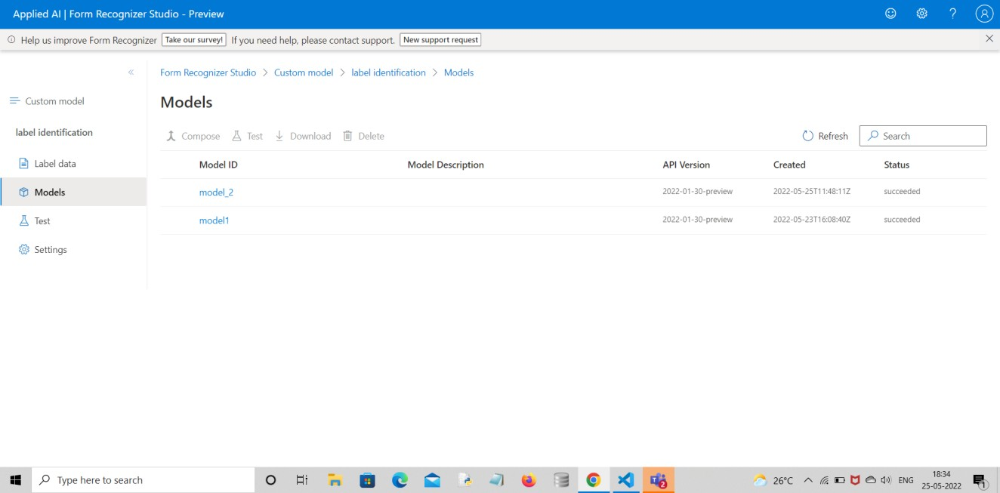 Applied AI | Form Recognizer Studio - Preview
Help us improve Form Recognizer Take our survey! If you need help, please contact support. New support request
Form Recognizer Studio > Custom model > label identification > Models
Custom model
label identification
Label data
Models
Test
Settings
Models
Compose Test Download Delete Refresh Search
Model ID Model Description API Version Created Status
model_2 2022-01-30-preview 2022-05-25T11:48:11Z succeeded
model1 2022-01-30-preview 2022-05-23T16:08:40Z succeeded
Type here to search
2
26°C
ENG
18:34
25-05-2022
1